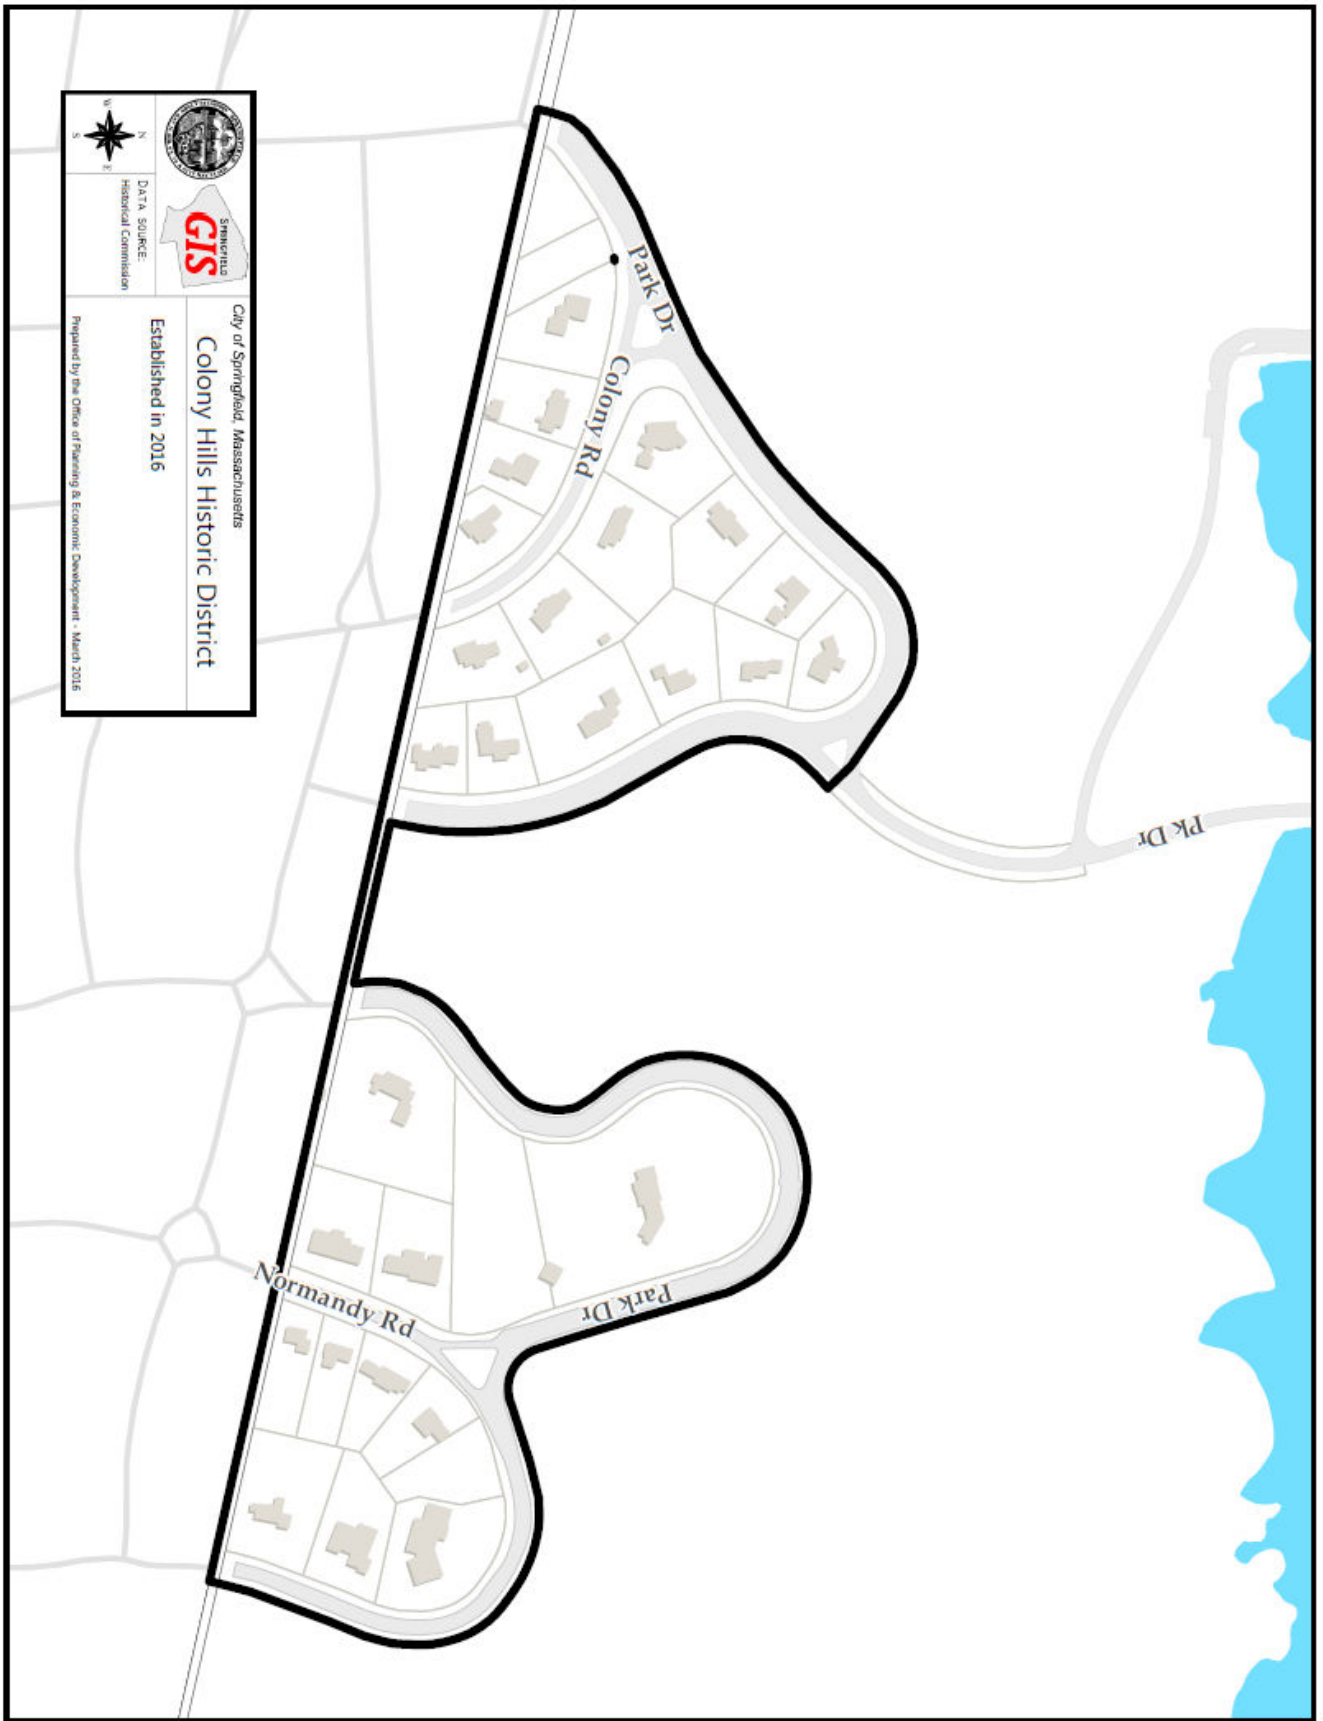 Park Dr
Colony Rd
Pk Dr
Park Dr
Normandy Rd
City of Springfield, Massachusetts
Colony Hills Historic District
Established in 2016
Prepared by the Office of Planning & Economic Development - March 2016
SPRINGFIELD
GIS
DATA SOURCE:
Historical Commission
N
W
E
S